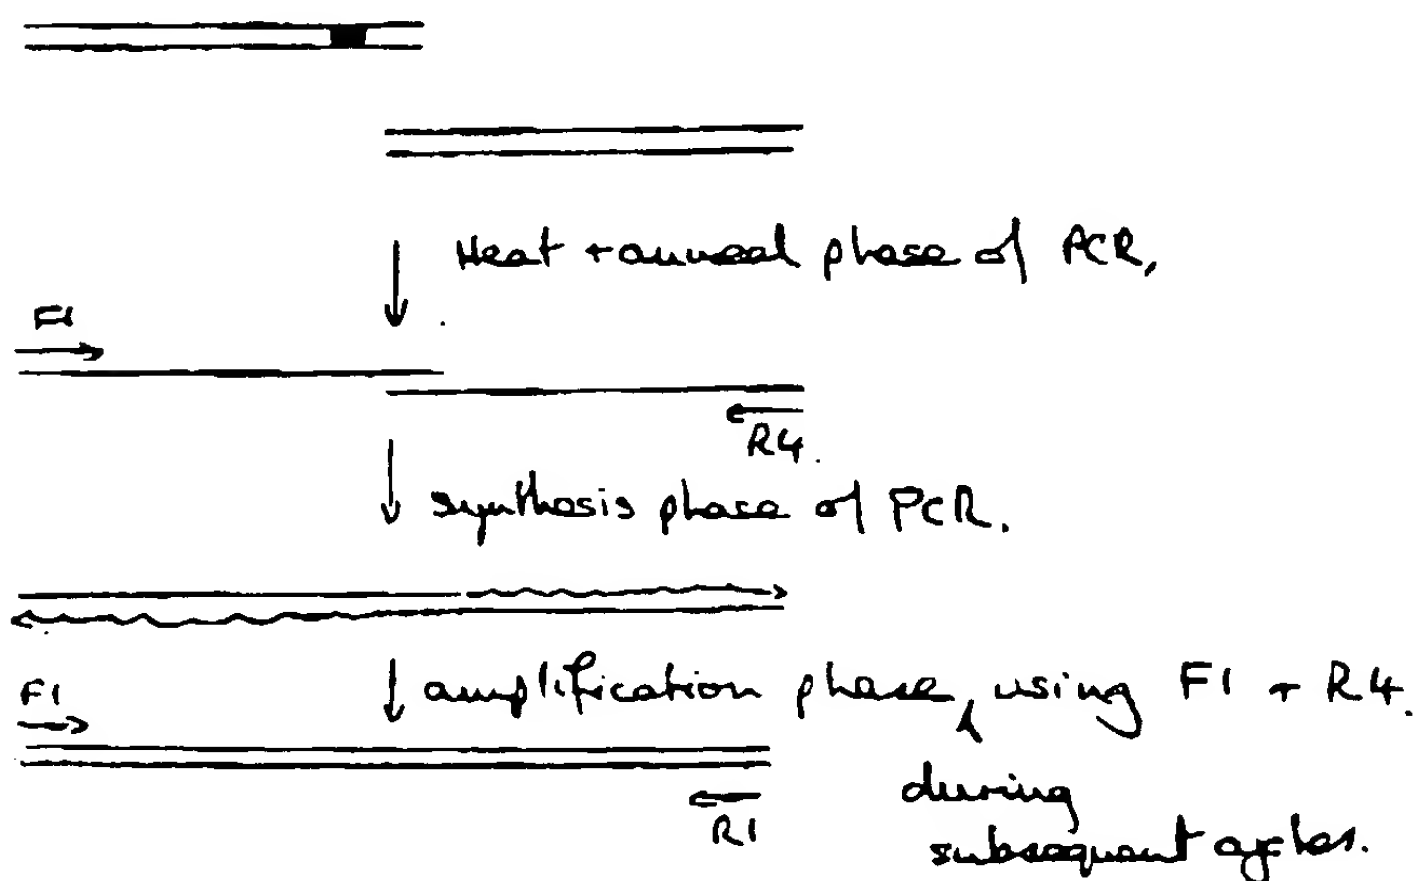 Heat + anneal phase of PCR,
F1
R4.
synthesis phase of PCR.
F1
amplification phase, using F1 + R4.
R1
during
subsequent cycles.